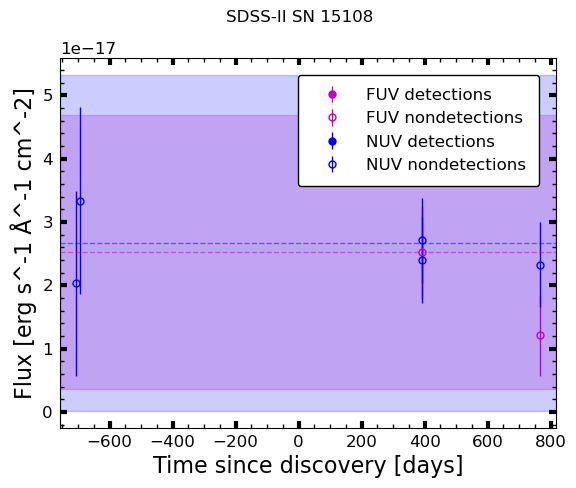 SDSS-II SN 15108
1e−17
FUV detections
FUV nondetections
NUV detections
NUV nondetections
5
4
3
2
1
0
Flux [erg s^-1 Å^-1 cm^-2]
−600 −400 −200 0 200 400 600 800
Time since discovery [days]